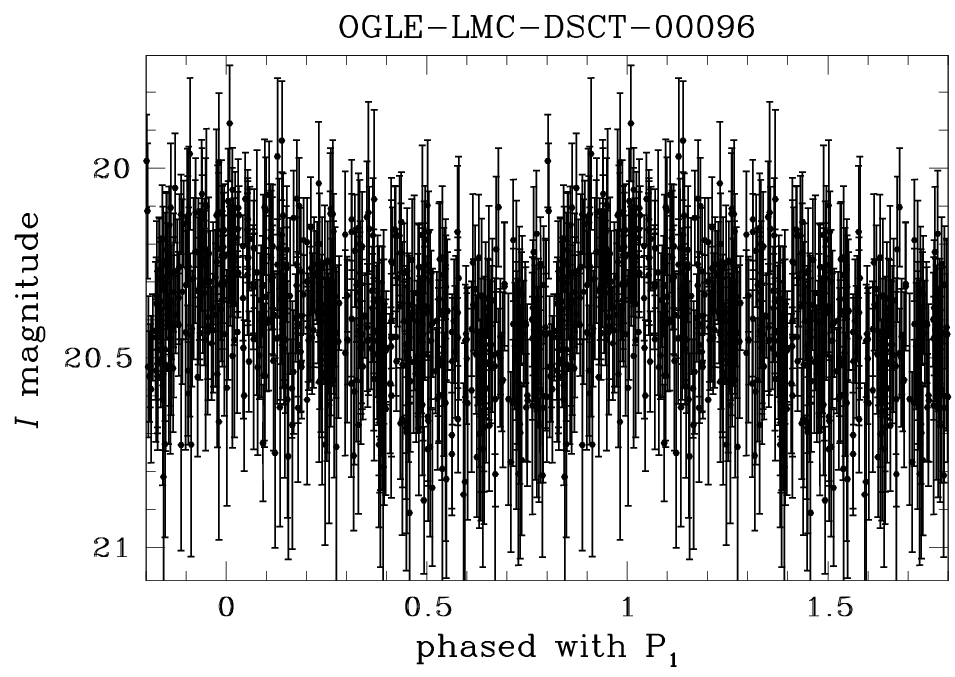 OGLE-LMC-DSCT-00096
I magnitude
20
20.5
21
0 0.5 1 1.5
phased with P₁